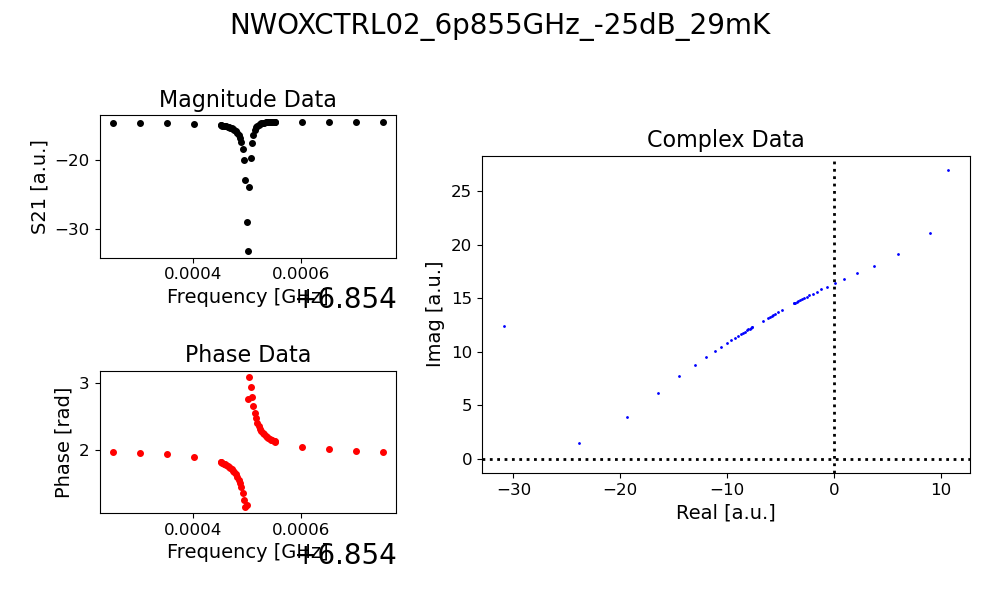 NWOXCTRL02_6p855GHz_-25dB_29mK
Magnitude Data
S21 [a.u.]
−20
−30
0.0004
0.0006
Frequency [GHz]
+6.854
Phase Data
Phase [rad]
3
2
0.0004
0.0006
Frequency [GHz]
+6.854
Complex Data
Imag [a.u.]
25
20
15
10
5
0
−30
−20
−10
0
10
Real [a.u.]